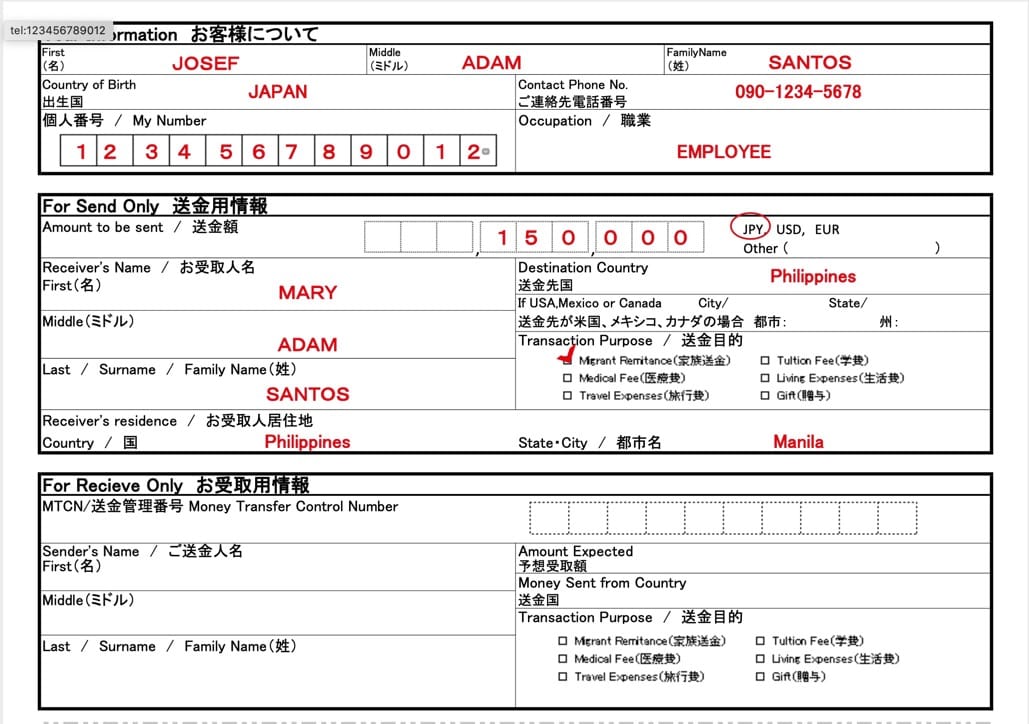 tel:123456789012
rmation お客様について
First
(名) JOSEF
Middle
(ミドル) ADAM
FamilyName
(姓) SANTOS
Country of Birth
出生国 JAPAN
Contact Phone No.
ご連絡先電話番号 090-1234-5678
個人番号 / My Number
1 2 3 4 5 6 7 8 9 0 1 2
Occupation / 職業
EMPLOYEE
For Send Only 送金用情報
Amount to be sent / 送金額
, 1 5 0 , 0 0 0
JPY, USD, EUR
Other ( )
Receiver's Name / お受取人名
First(名)
MARY
Middle(ミドル)
ADAM
Last / Surname / Family Name(姓)
SANTOS
Destination Country
送金先国 Philippines
If USA,Mexico or Canada City/ State/
送金先が米国、メキシコ、カナダの場合 都市: 州:
Transaction Purpose / 送金目的
☑ Migrant Remitance(家族送金) □ Tultion Fee(学費)
□ Medical Fee(医療費) □ Living Expenses(生活費)
□ Travel Expenses(旅行費) □ Gift(贈与)
Receiver's residence / お受取人居住地
Country / 国 Philippines State・City / 都市名 Manila
For Recieve Only お受取用情報
MTCN/送金管理番号 Money Transfer Control Number
Sender's Name / ご送金人名
First(名)
Middle(ミドル)
Last / Surname / Family Name(姓)
Amount Expected
予想受取額
Money Sent from Country
送金国
Transaction Purpose / 送金目的
□ Migrant Remitance(家族送金) □ Tultion Fee(学費)
□ Medical Fee(医療費) □ Living Expenses(生活費)
□ Travel Expenses(旅行費) □ Gift(贈与)